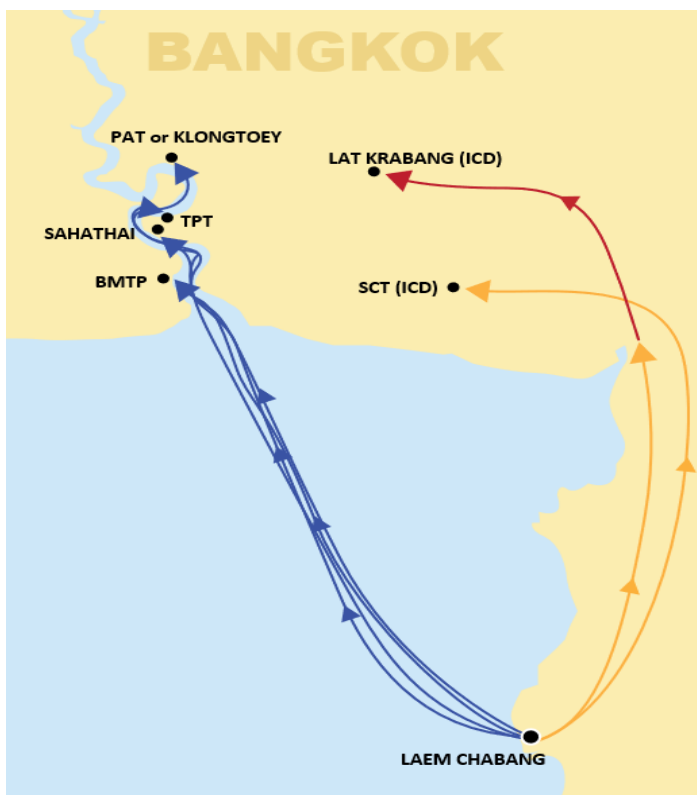 BANGKOK
PAT or KLONGTOEY
LAT KRABANG (ICD)
TPT
SAHATHAI
BMTP
SCT (ICD)
LAEM CHABANG